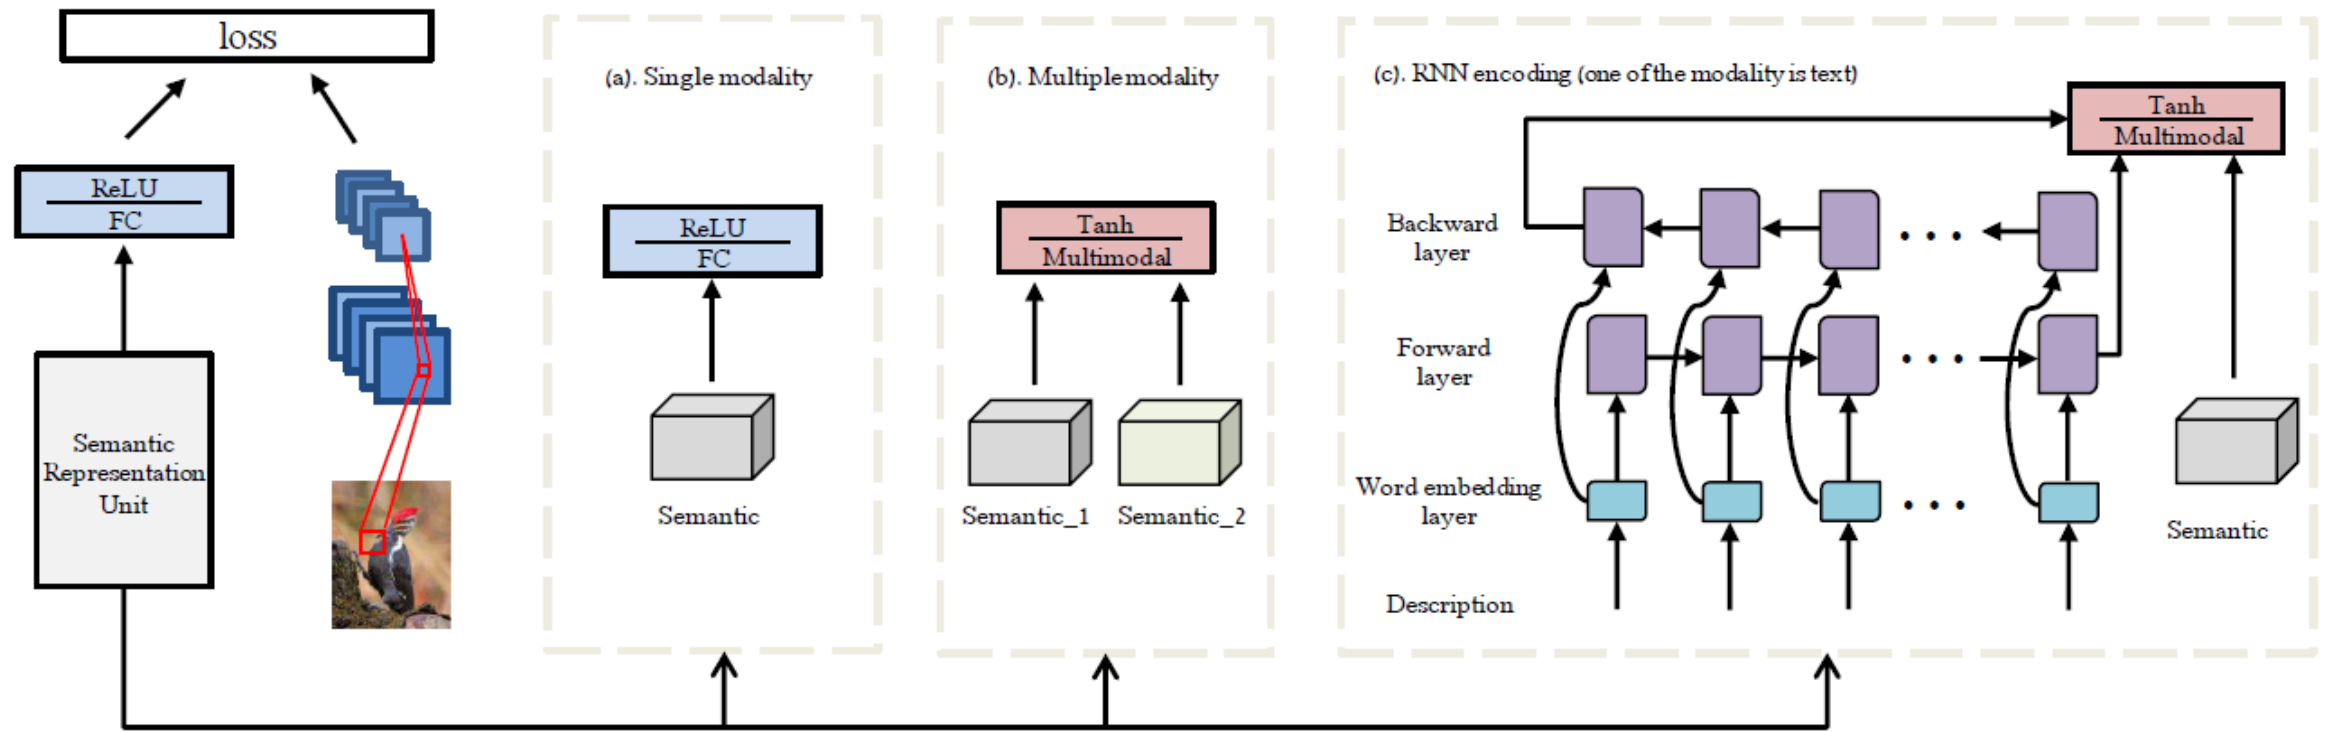 loss
ReLU
FC
Semantic
Representation
Unit
(a). Single modality
ReLU
FC
Semantic
(b). Multiple modality
Tanh
Multimodal
Semantic_1
Semantic_2
(c). RNN encoding (one of the modality is text)
Tanh
Multimodal
Backward
layer
Forward
layer
Word embedding
layer
Description
Semantic